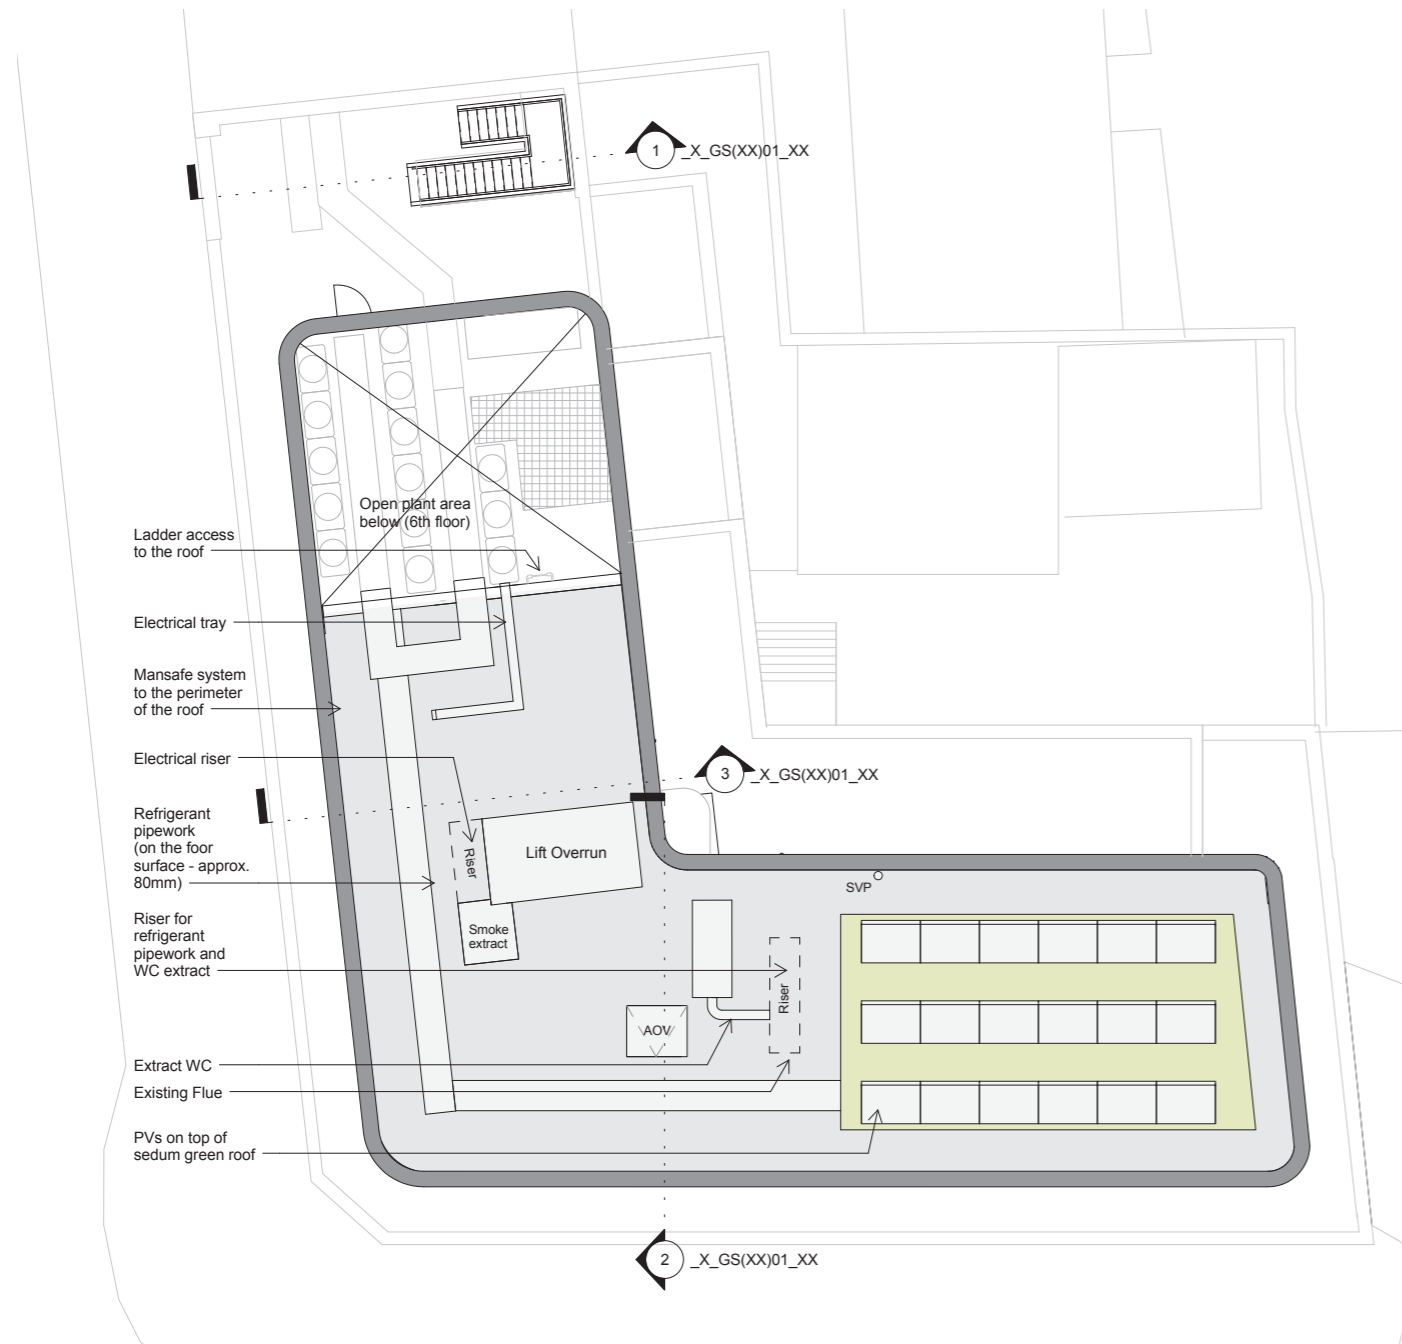 1
_X_GS(XX)01_XX
Open plant area
below (6th floor)
Ladder access
to the roof
Electrical tray
Mansafe system
to the perimeter
of the roof
Electrical riser
3
_X_GS(XX)01_XX
Refrigerant
pipework
(on the foor
surface - approx.
80mm)
Riser
Lift Overrun
SVP
Riser for
refrigerant
pipework and
WC extract
Smoke
extract
Riser
AOV
Extract WC
Existing Flue
PVs on top of
sedum green roof
2
_X_GS(XX)01_XX